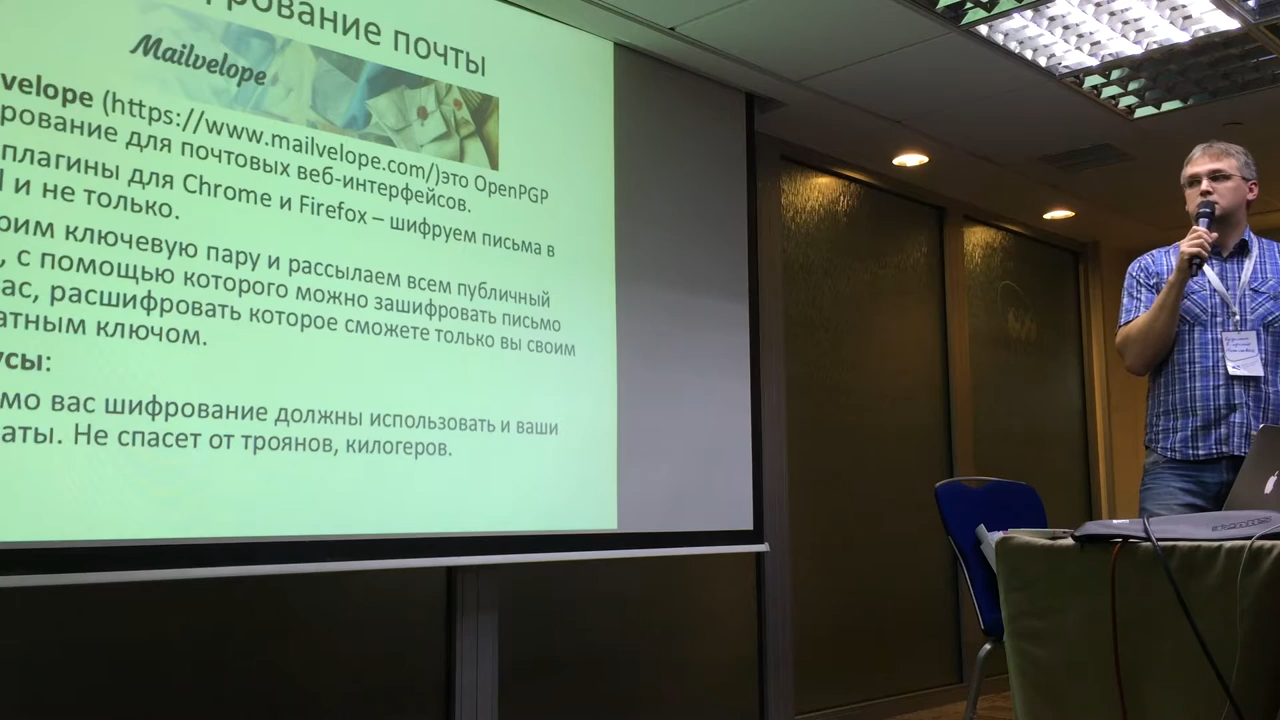 рование почты
Mailvelope
velope (https://www.mailvelope.com/)это OpenPGP
рование для почтовых веб-интерфейсов.
плагины для Chrome и Firefox – шифруем письма в
l и не только.
рим ключевую пару и рассылаем всем публичный
, с помощью которого можно зашифровать письмо
ас, расшифровать которое сможете только вы своим
атным ключом.
усы:
мо вас шифрование должны использовать и ваши
аты. Не спасет от троянов, килогеров.